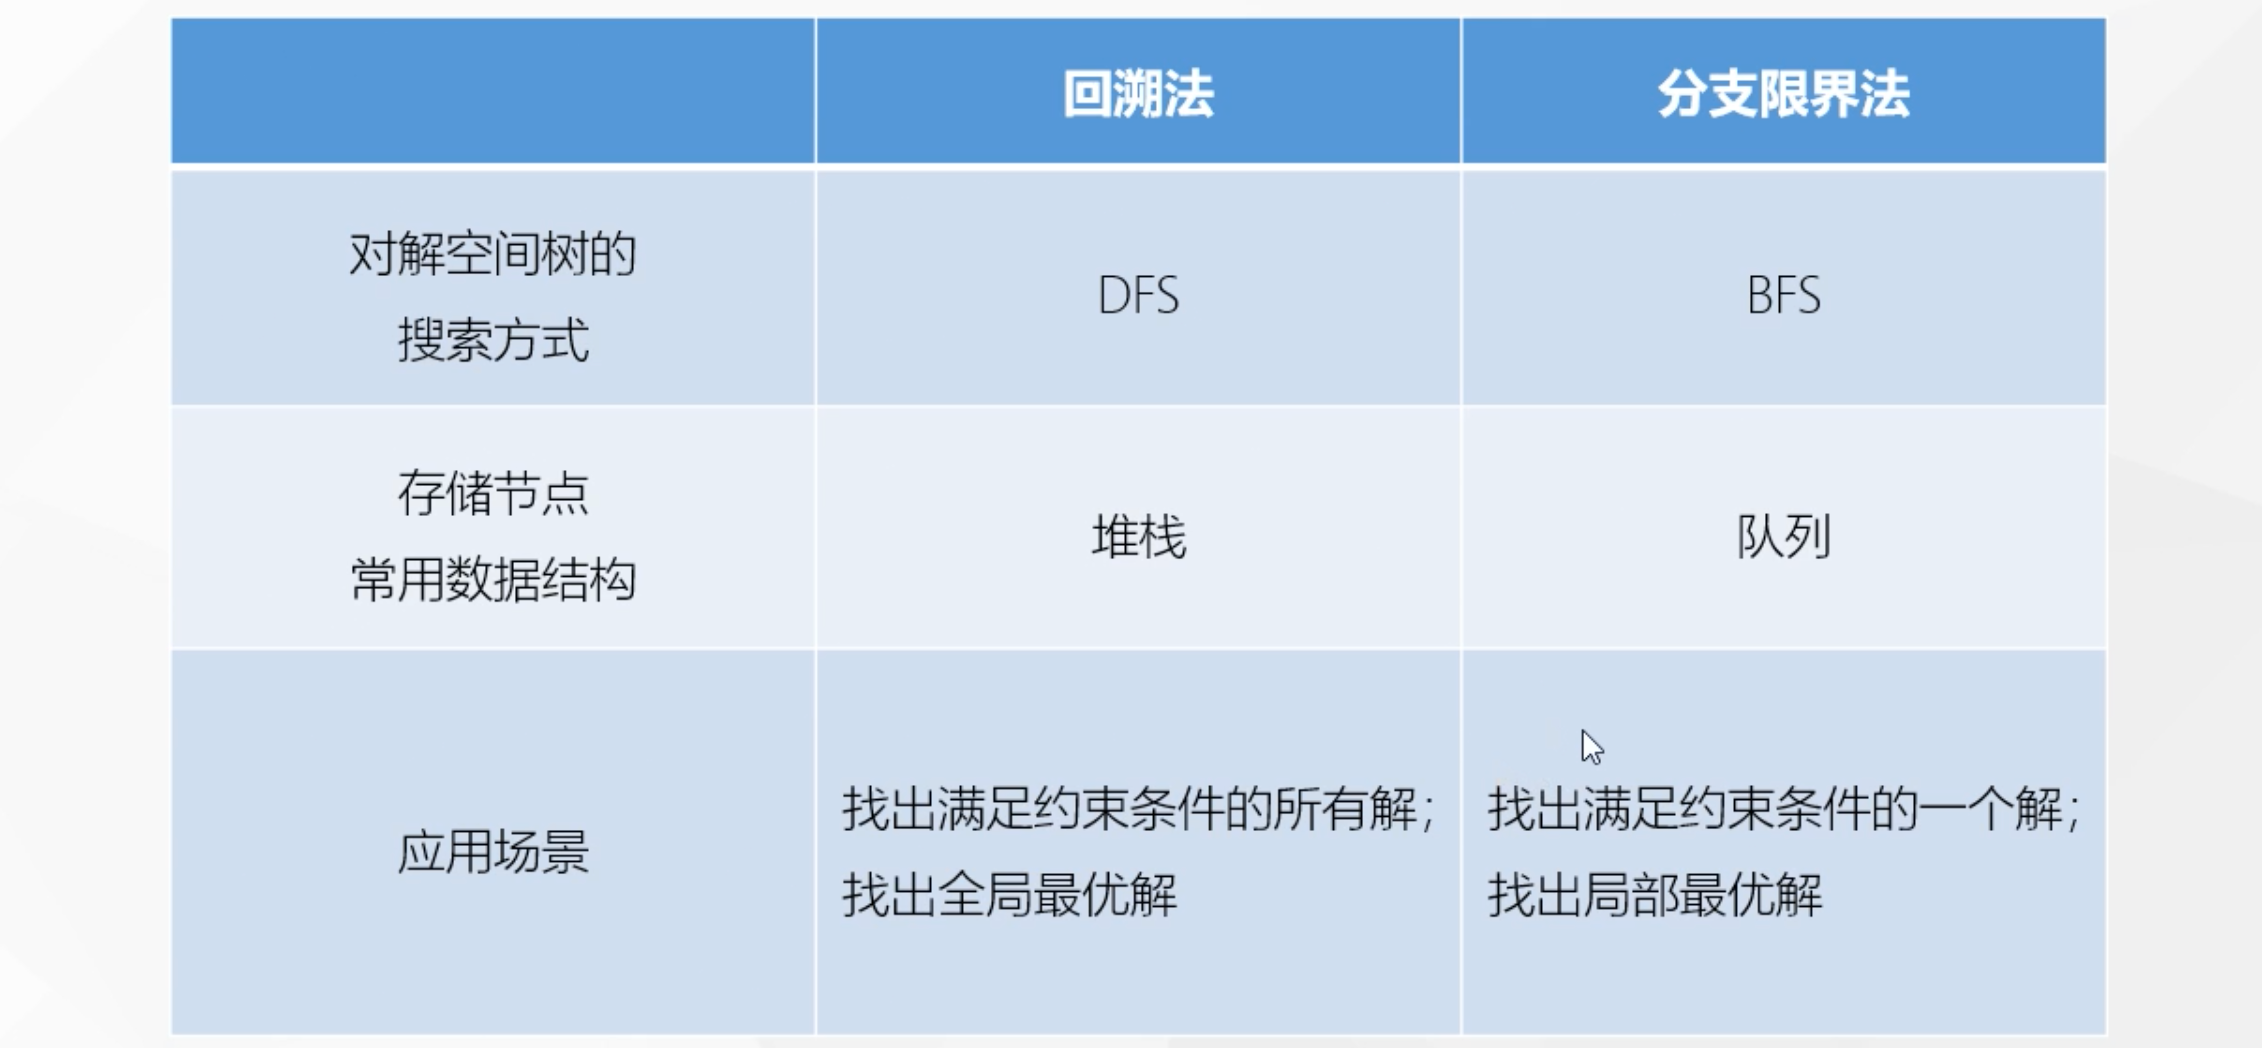 回溯法
分支限界法
对解空间树的
搜索方式
DFS
BFS
存储节点
常用数据结构
堆栈
队列
应用场景
找出满足约束条件的所有解；
找出全局最优解
找出满足约束条件的一个解；
找出局部最优解